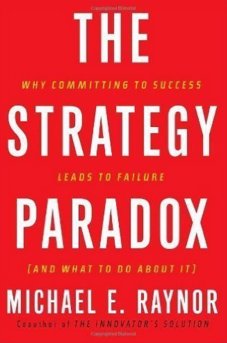 THE
WHY COMMITTING TO SUCCESS
STRATEGY
LEADS TO FAILURE
PARADOX
[AND WHAT TO DO ABOUT IT]
MICHAEL E. RAYNOR
Coauthor of THE INNOVATOR'S SOLUTION